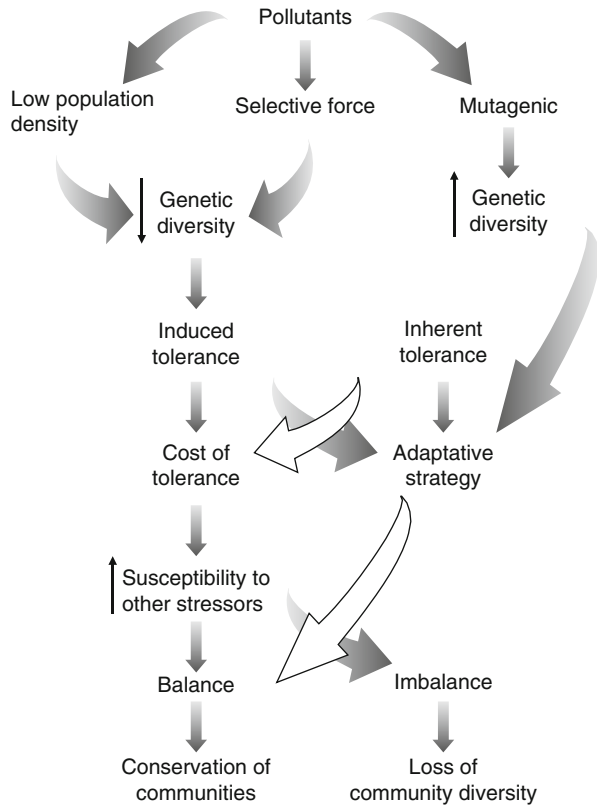 Pollutants
Low population
density
Selective force
Mutagenic
Genetic
diversity
Genetic
diversity
Induced
tolerance
Inherent
tolerance
Cost of
tolerance
Adaptative
strategy
Susceptibility to
other stressors
Balance
Imbalance
Conservation of
communities
Loss of
community diversity